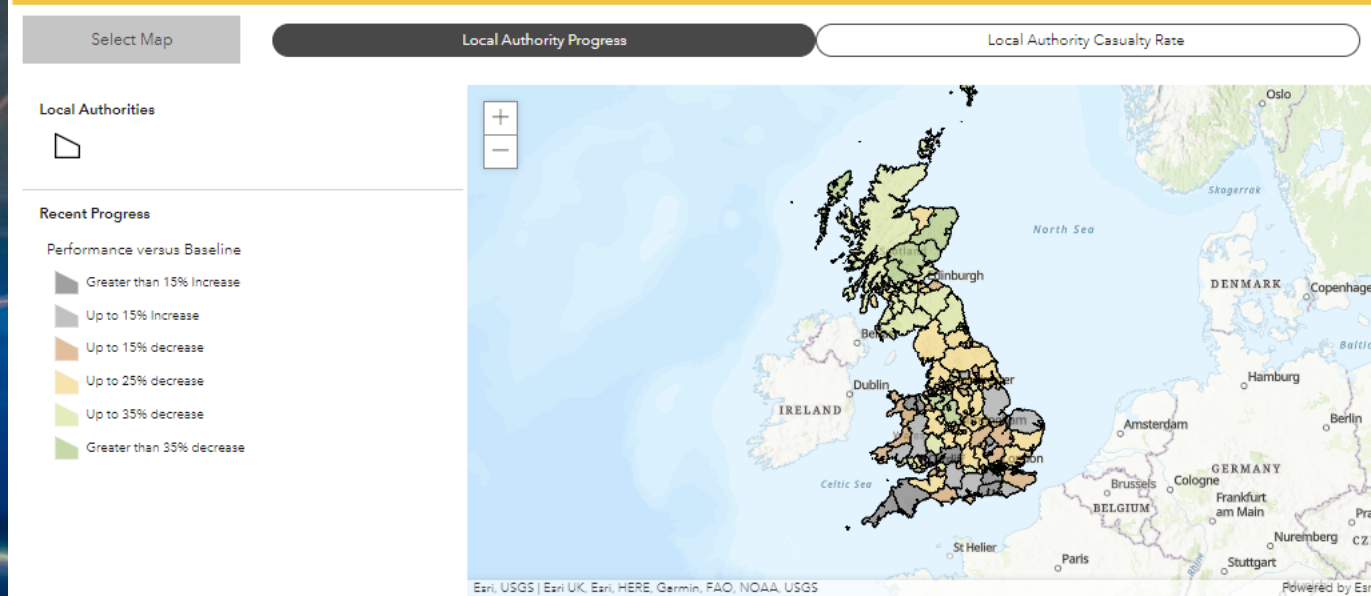 Select Map
Local Authority Progress
Local Authority Casualty Rate
Local Authorities
Recent Progress
Performance versus Baseline
Greater than 15% Increase
Up to 15% Increase
Up to 15% decrease
Up to 25% decrease
Up to 35% decrease
Greater than 35% decrease
+
−
Oslo
Skagerrak
North Sea
Edinburgh
DENMARK
Copenhage
Baltic
Hamburg
Dublin
IRELAND
Amsterdam
Berlin
Celtic Sea
Brussels
Cologne
GERMANY
BELGIUM
Frankfurt
am Main
Nuremberg
CZ
St Helier
Paris
Rhine
Stuttgart
Esri, USGS | Esri UK, Esri, HERE, Garmin, FAO, NOAA, USGS
Powered by Esri